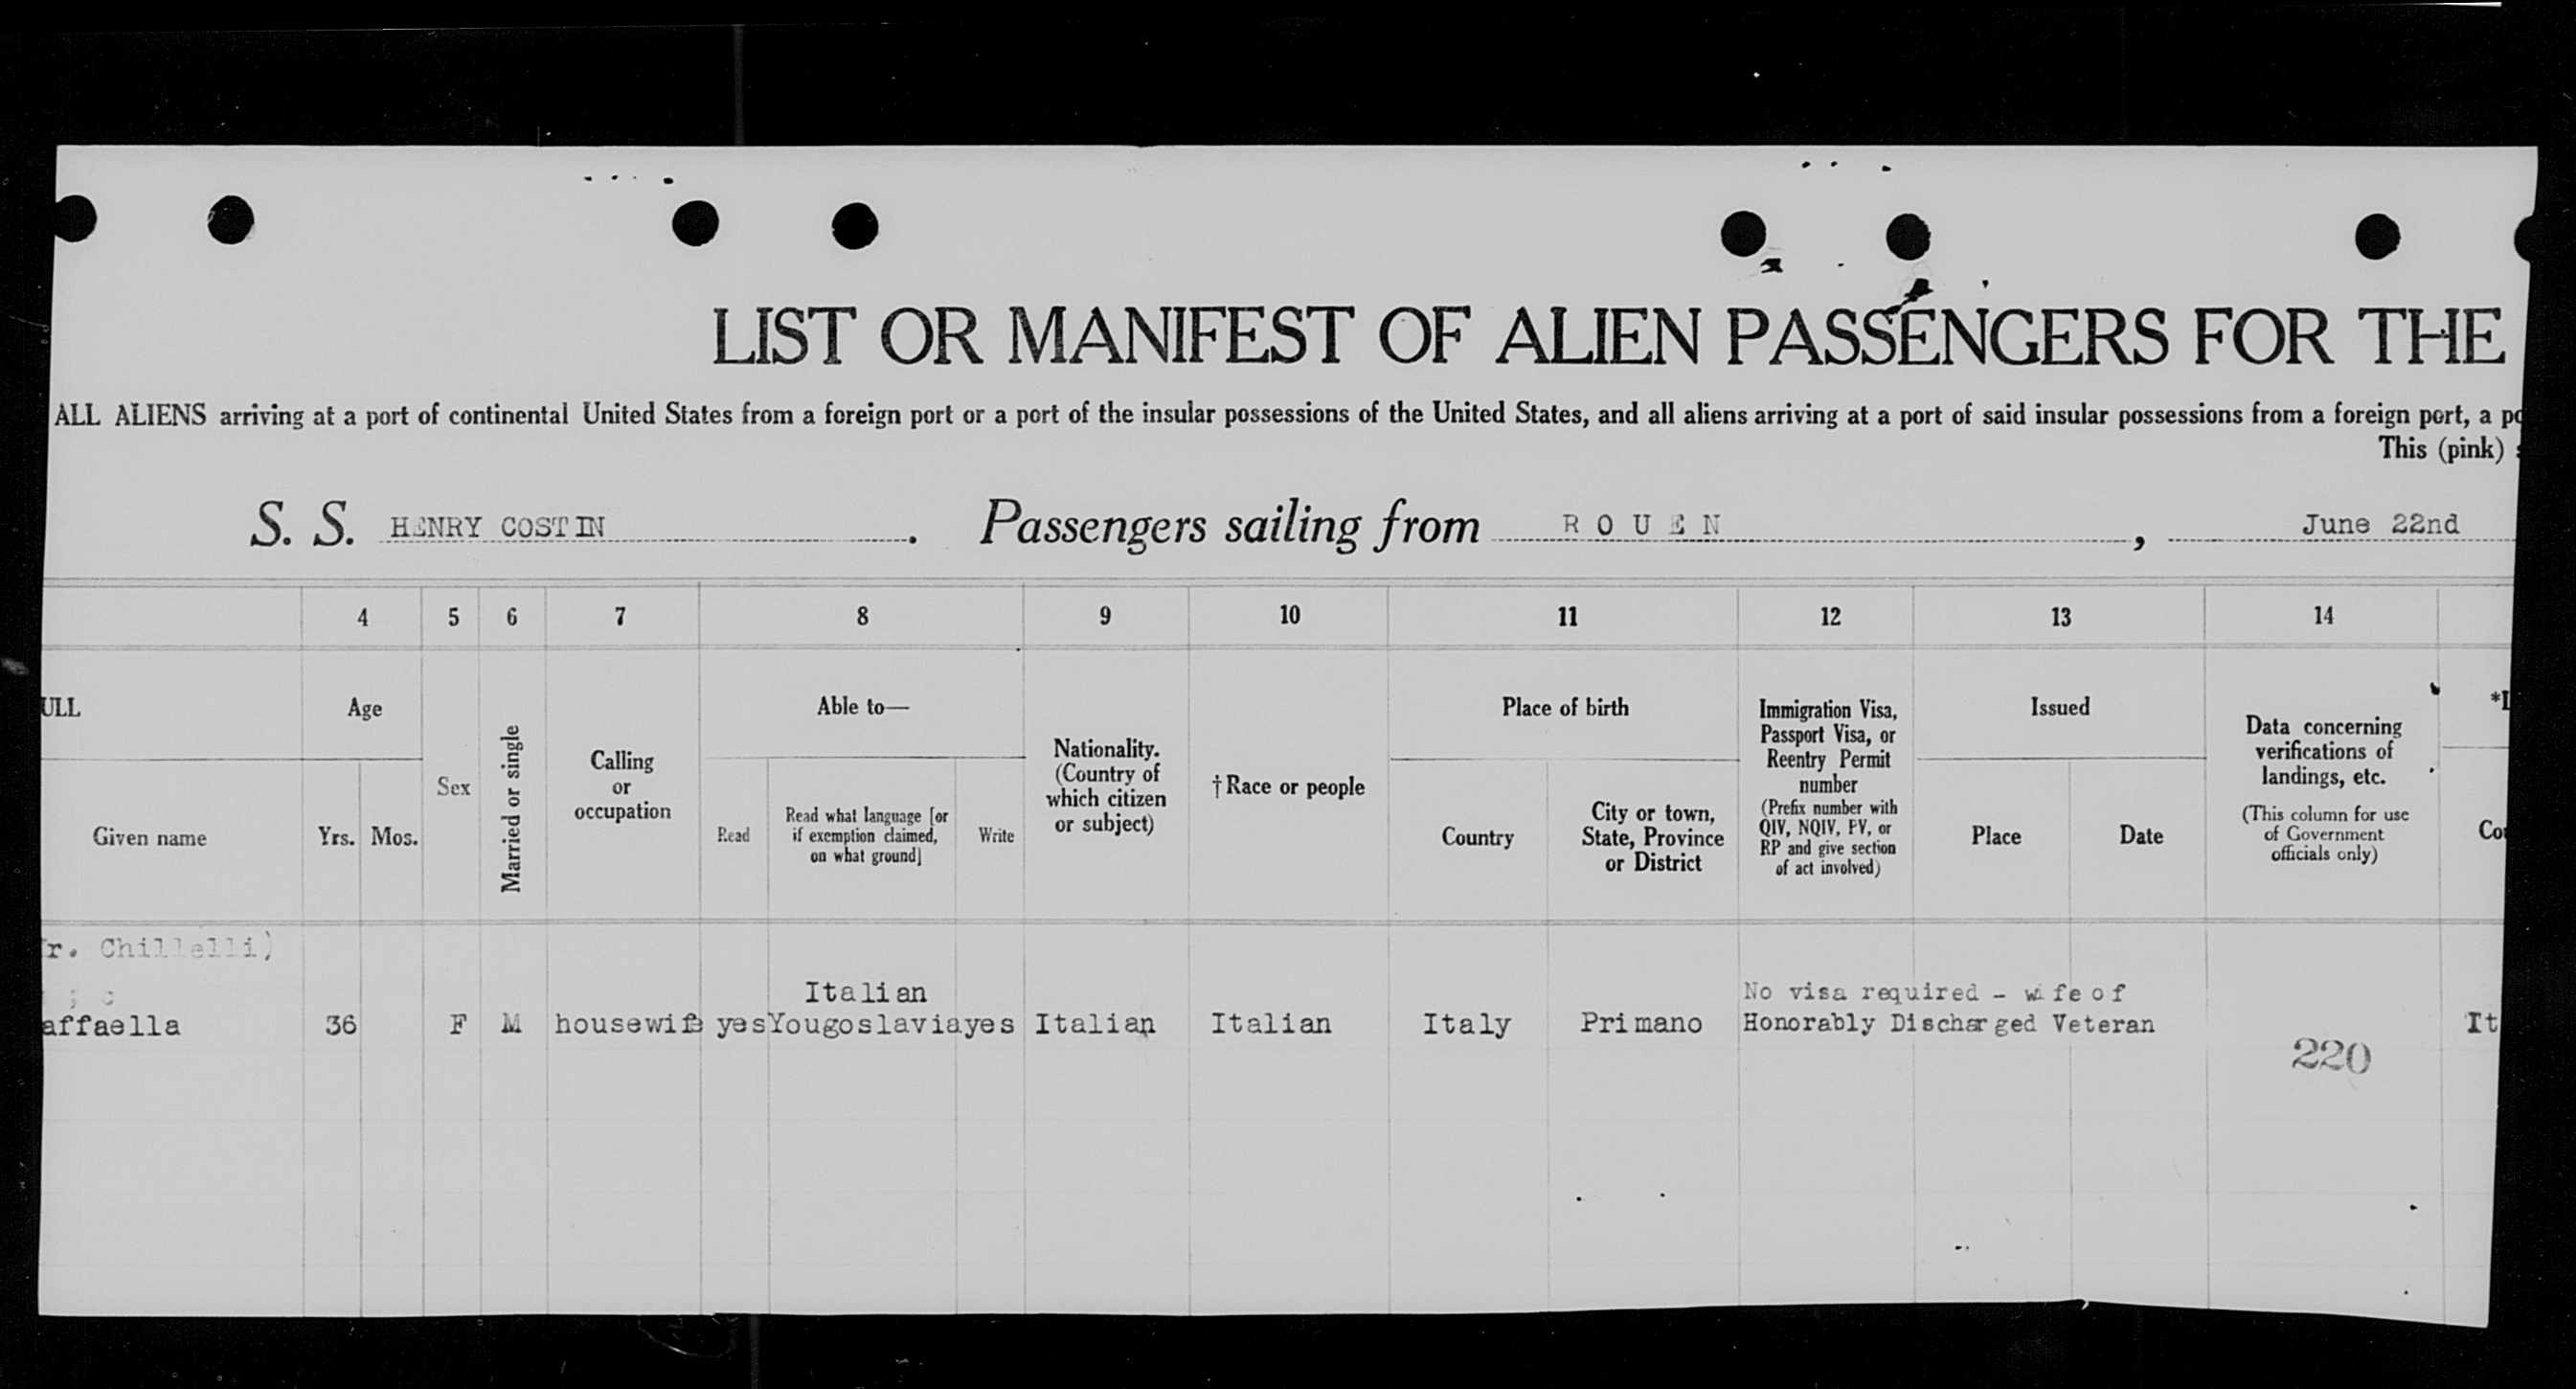 LIST OR MANIFEST OF ALIEN PASSENGERS FOR THE
ALL ALIENS arriving at a port of continental United States from a foreign port or a port of the insular possessions of the United States, and all aliens arriving at a port of said insular possessions from a foreign port, a po
This (pink)
S. S. HENRY COSTIN. Passengers sailing from R O U E N, June 22nd
4 5 6 7 8 9 10 11 12 13 14
ULL
Given name
Age
Yrs. Mos.
Sex
Married or single
Calling
or
occupation
Able to—
Read
Read what language [or
if exemption claimed,
on what ground]
Write
Nationality.
(Country of
which citizen
or subject)
†Race or people
Place of birth
Country
City or town,
State, Province
or District
Immigration Visa,
Passport Visa, or
Reentry Permit
number
(Prefix number with
QIV, NQIV, PV, or
RP and give section
of act involved)
Issued
Place
Date
Data concerning
verifications of
landings, etc.
(This column for use
of Government
officials only)
*I
Co
r. Chillelli)
Italian No visa required - wife of
affaella 36 F M housewife yes Yougoslavia yes Italian Italian Italy Primano Honorably Discharged Veteran It
220